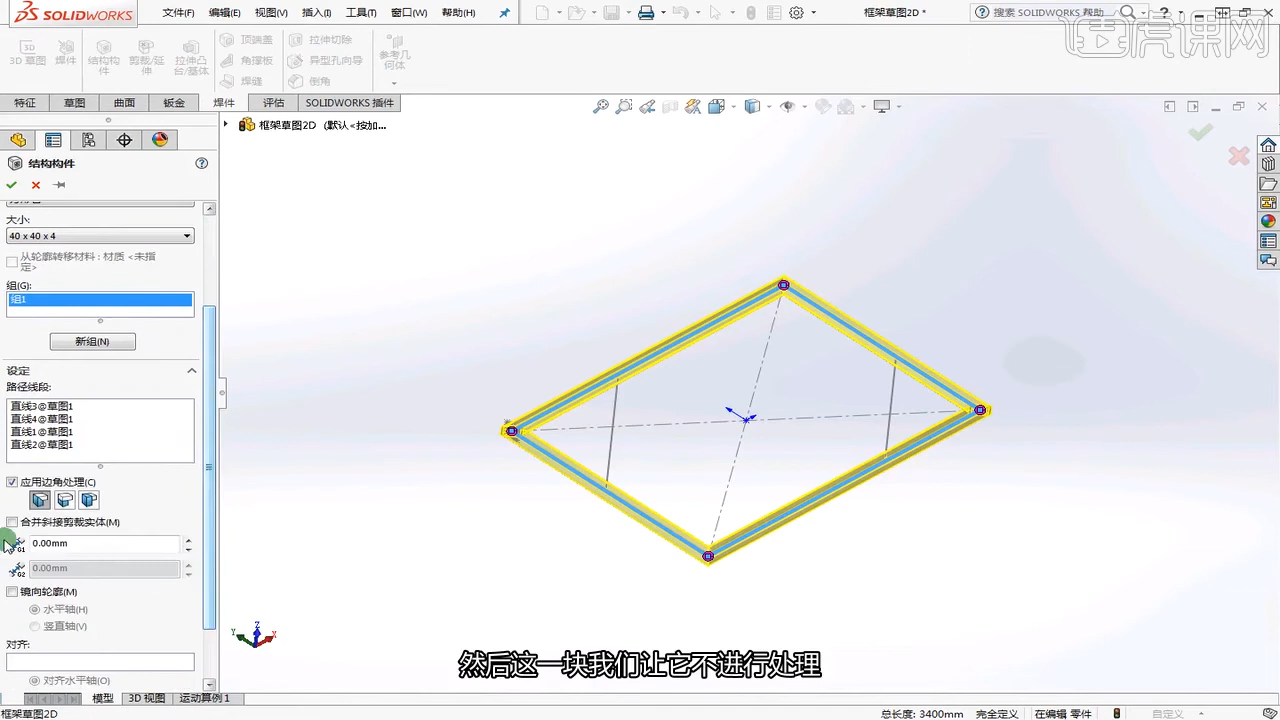 SOLIDWORKS
文件(F) 编辑(E) 视图(V) 插入(I) 工具(T) 窗口(W) 帮助(H)
框架草图2D *
搜索 SOLIDWORKS 帮助
虎课网
3D 草图
焊件
结构构件
剪裁/延伸
拉伸凸台/基体
顶端盖
角撑板
焊缝
拉伸切除
异型孔向导
倒角
参考几何体
特征 草图 曲面 钣金 焊件 评估 SOLIDWORKS 插件
框架草图2D (默认<按加...
结构构件
大小:
40 x 40 x 4
从轮廓转移材料 : 材质 <未指定>
组(G):
组1
新组(N)
设定
路径线段:
直线3@草图1
直线4@草图1
直线1@草图1
直线2@草图1
应用边角处理(C)
合并斜接剪裁实体(M)
G1 0.00mm
G2 0.00mm
镜向轮廓(M)
水平轴(H)
竖直轴(V)
对齐:
对齐水平轴(O)
Y Z X
然后这一块我们让它不进行处理
模型 3D 视图 运动算例 1
框架草图2D
总长度: 3400mm 完全定义 在编辑 零件 自定义